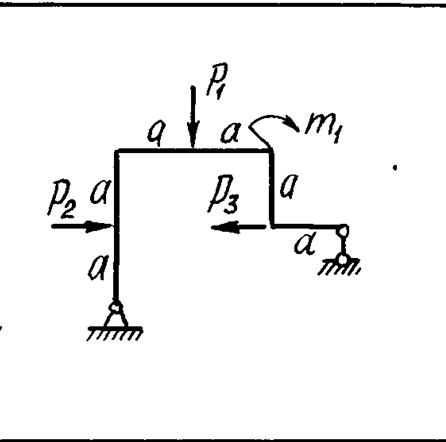 P₁
a a m₁
a
P₂ P₃ a
a a